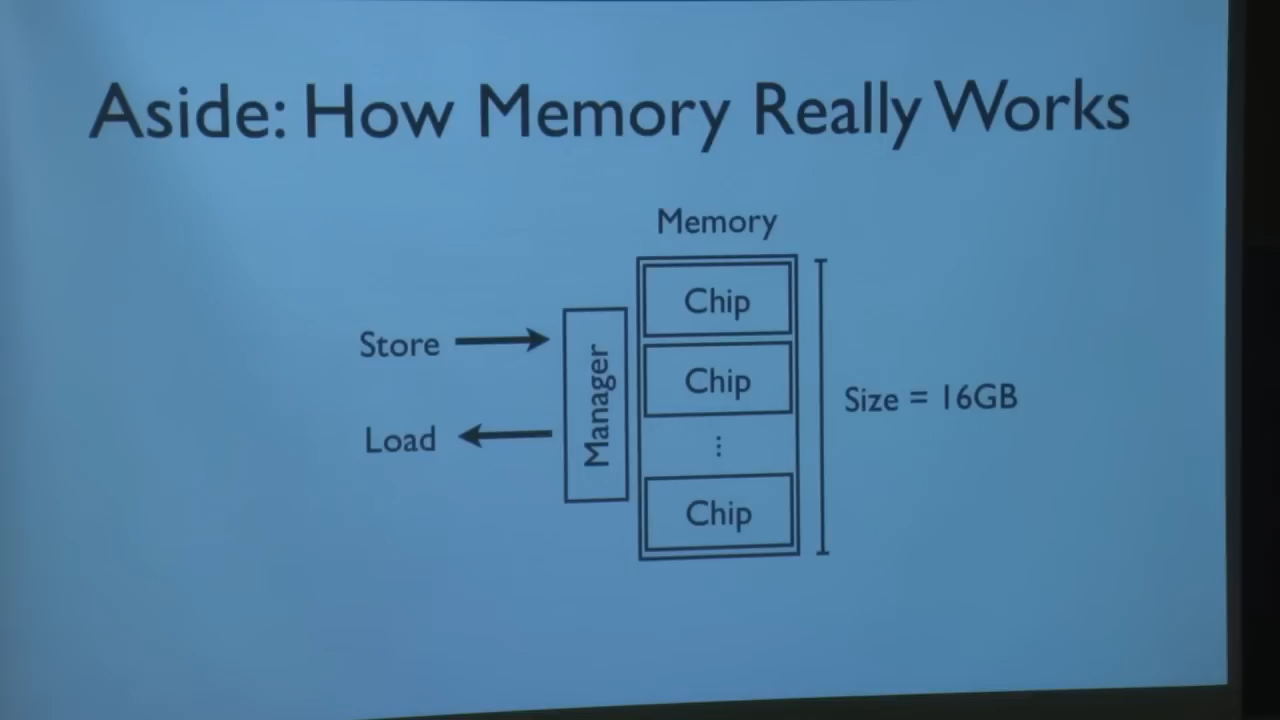 Aside: How Memory Really Works
Memory
Chip
Store
Chip
Manager
Size = 16GB
Load
⋮
Chip